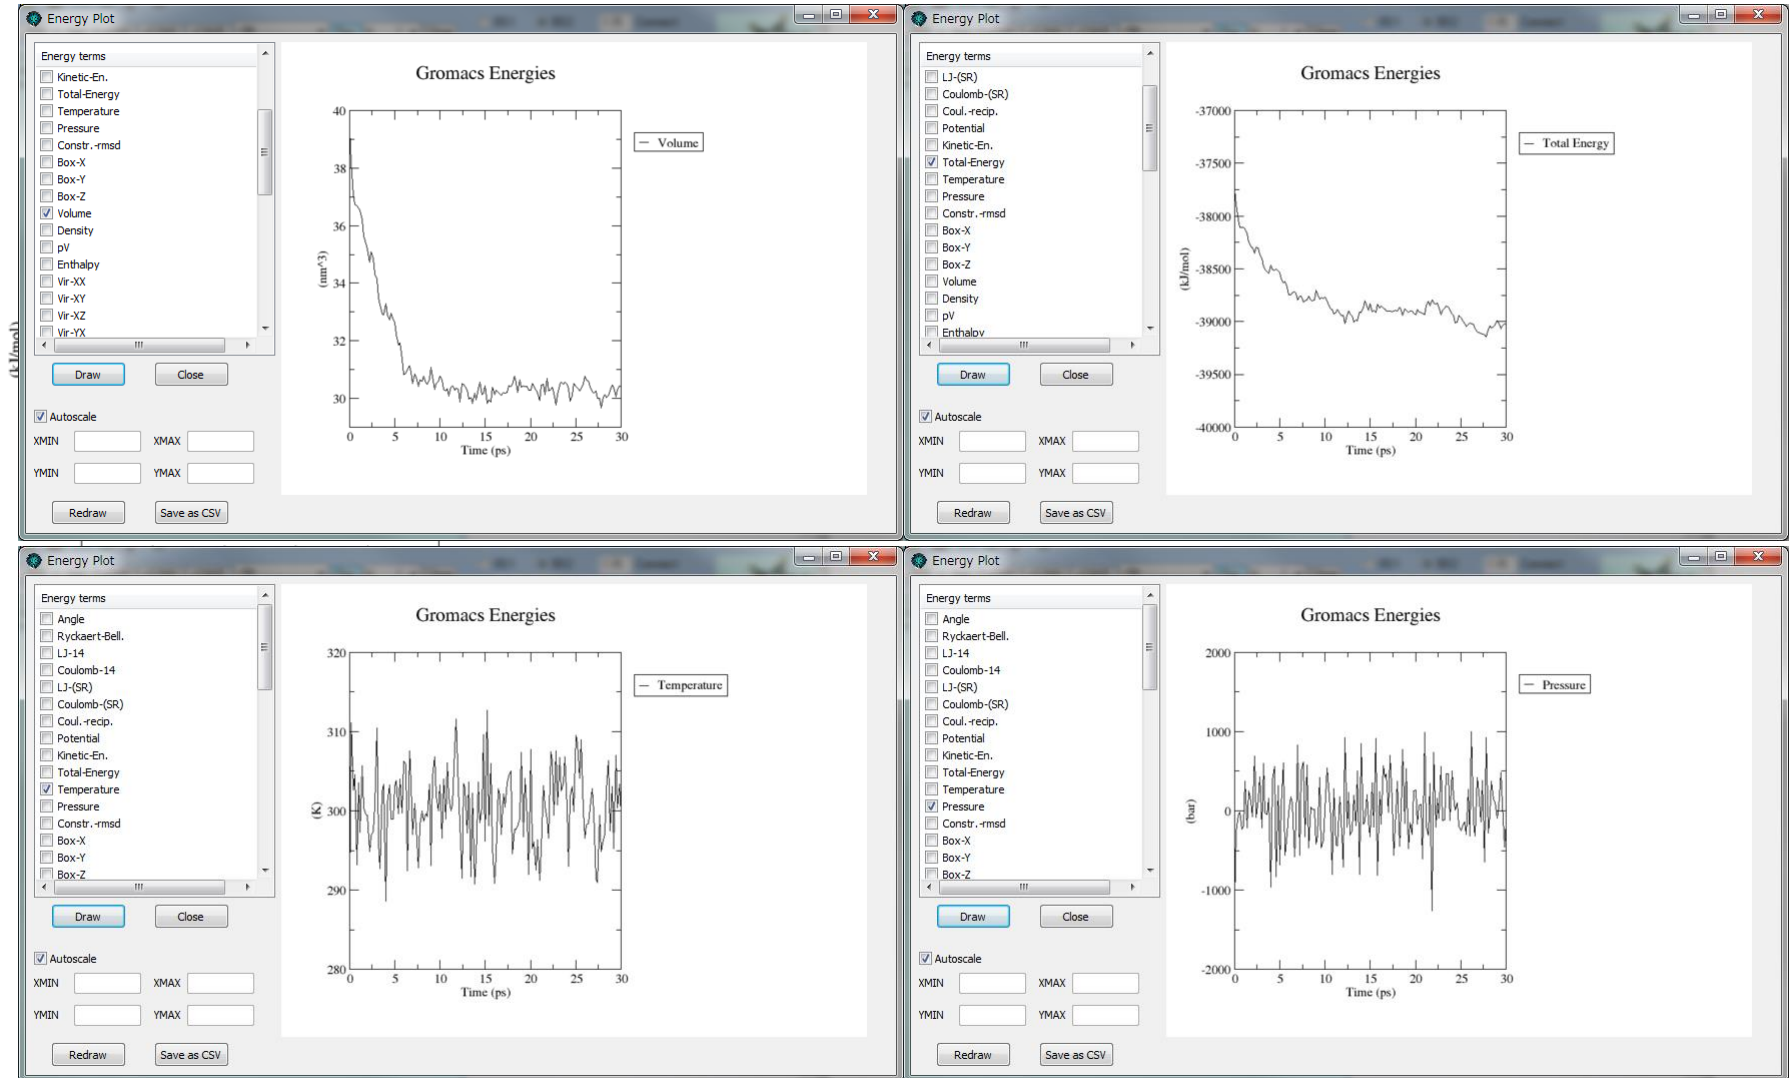 Energy Plot
Energy terms
Kinetic-En.
Total-Energy
Temperature
Pressure
Constr.-rmsd
Box-X
Box-Y
Box-Z
Volume
Density
pV
Enthalpy
Vir-XX
Vir-XY
Vir-XZ
Vir-YX
Draw Close
Autoscale
XMIN XMAX
YMIN YMAX
Redraw Save as CSV
Gromacs Energies
40
38
36
34
32
30
(nm^3)
0 5 10 15 20 25 30
Time (ps)
Volume
(kJ/mol)
Energy Plot
Energy terms
LJ-(SR)
Coulomb-(SR)
Coul.-recip.
Potential
Kinetic-En.
Total-Energy
Temperature
Pressure
Constr.-rmsd
Box-X
Box-Y
Box-Z
Volume
Density
pV
Enthalpy
Draw Close
Autoscale
XMIN XMAX
YMIN YMAX
Redraw Save as CSV
Gromacs Energies
-37000
-37500
-38000
-38500
-39000
-39500
-40000
(kJ/mol)
0 5 10 15 20 25 30
Time (ps)
Total Energy
Energy Plot
Energy terms
Angle
Ryckaert-Bell.
LJ-14
Coulomb-14
LJ-(SR)
Coulomb-(SR)
Coul.-recip.
Potential
Kinetic-En.
Total-Energy
Temperature
Pressure
Constr.-rmsd
Box-X
Box-Y
Box-Z
Draw Close
Autoscale
XMIN XMAX
YMIN YMAX
Redraw Save as CSV
Gromacs Energies
320
310
300
290
280
(K)
0 5 10 15 20 25 30
Time (ps)
Temperature
Energy Plot
Energy terms
Angle
Ryckaert-Bell.
LJ-14
Coulomb-14
LJ-(SR)
Coulomb-(SR)
Coul.-recip.
Potential
Kinetic-En.
Total-Energy
Temperature
Pressure
Constr.-rmsd
Box-X
Box-Y
Box-Z
Draw Close
Autoscale
XMIN XMAX
YMIN YMAX
Redraw Save as CSV
Gromacs Energies
2000
1000
0
-1000
-2000
(bar)
0 5 10 15 20 25 30
Time (ps)
Pressure